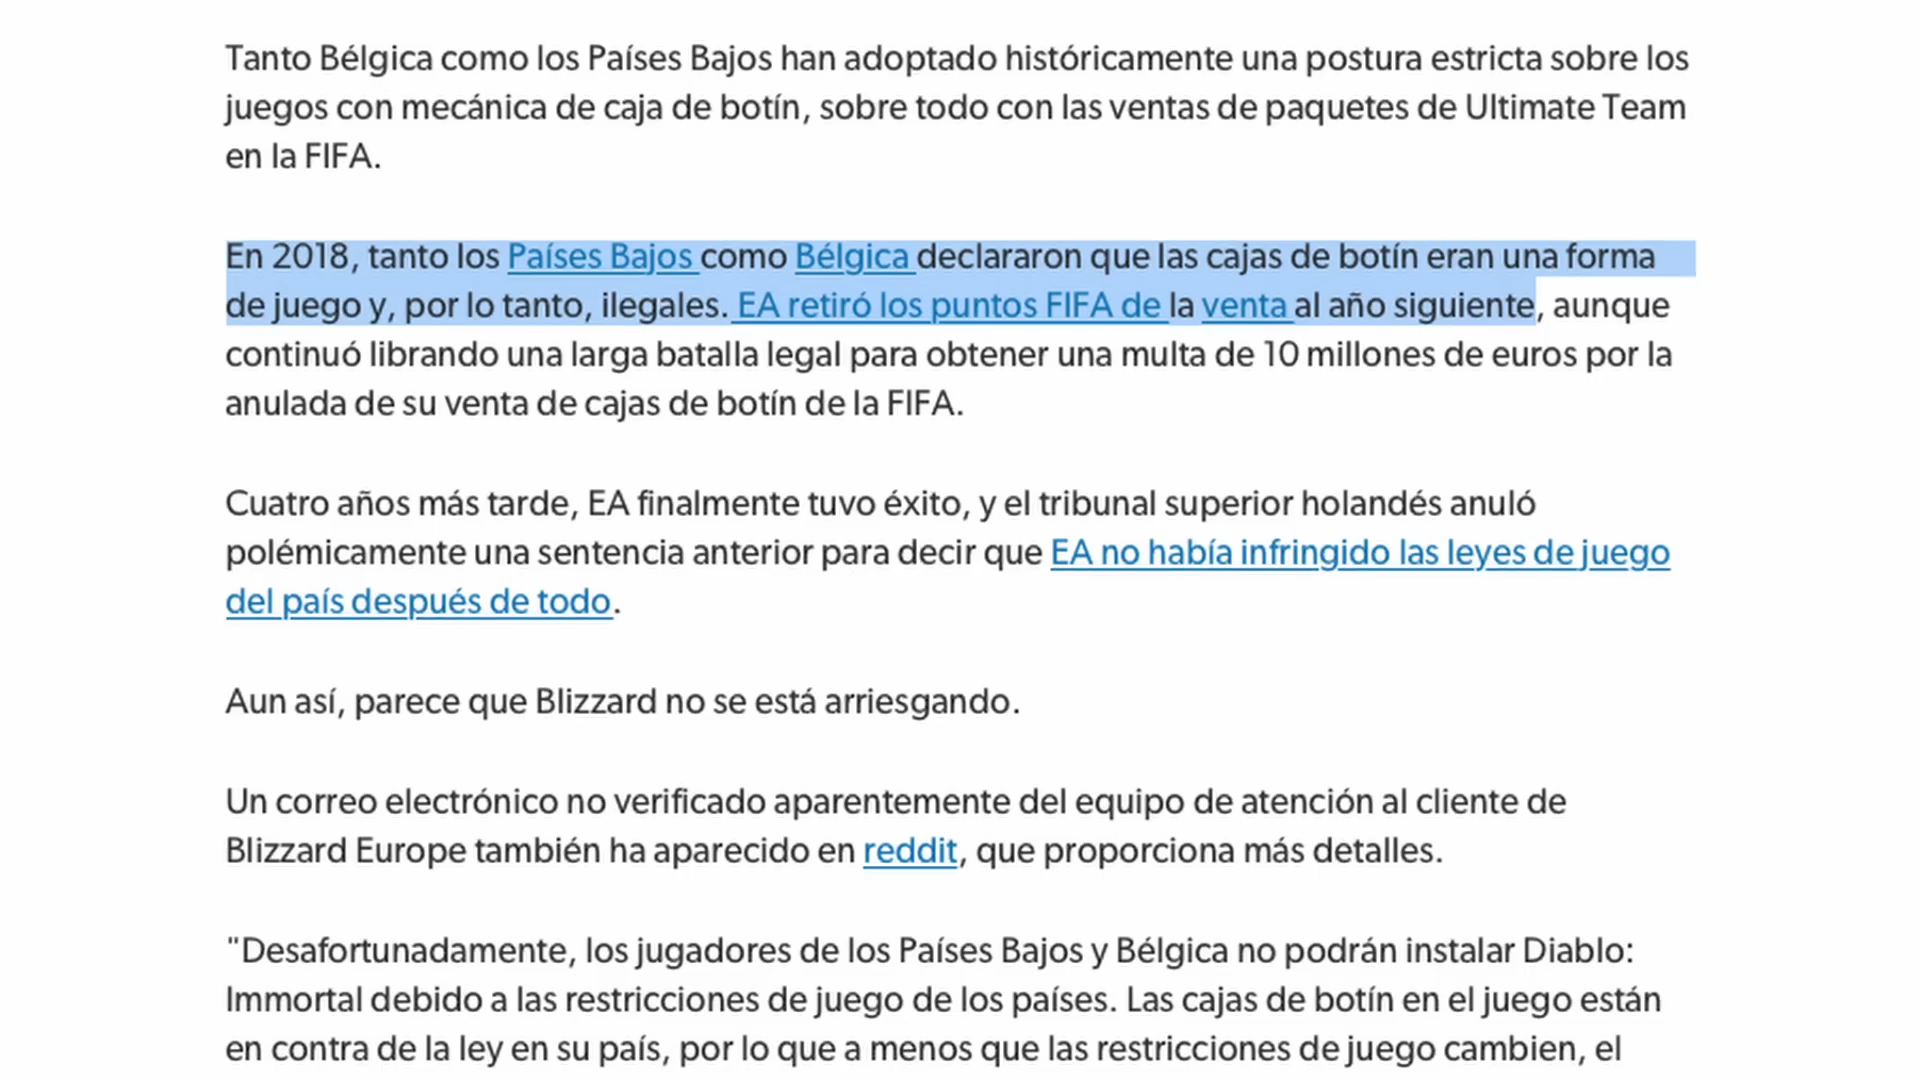 Tanto Bélgica como los Países Bajos han adoptado históricamente una postura estricta sobre los
juegos con mecánica de caja de botín, sobre todo con las ventas de paquetes de Ultimate Team
en la FIFA.
En 2018, tanto los Países Bajos como Bélgica declararon que las cajas de botín eran una forma
de juego y, por lo tanto, ilegales. EA retiró los puntos FIFA de la venta al año siguiente, aunque
continuó librando una larga batalla legal para obtener una multa de 10 millones de euros por la
anulada de su venta de cajas de botín de la FIFA.
Cuatro años más tarde, EA finalmente tuvo éxito, y el tribunal superior holandés anuló
polémicamente una sentencia anterior para decir que EA no había infringido las leyes de juego
del país después de todo.
Aun así, parece que Blizzard no se está arriesgando.
Un correo electrónico no verificado aparentemente del equipo de atención al cliente de
Blizzard Europe también ha aparecido en reddit, que proporciona más detalles.
"Desafortunadamente, los jugadores de los Países Bajos y Bélgica no podrán instalar Diablo:
Immortal debido a las restricciones de juego de los países. Las cajas de botín en el juego están
en contra de la ley en su país, por lo que a menos que las restricciones de juego cambien, el